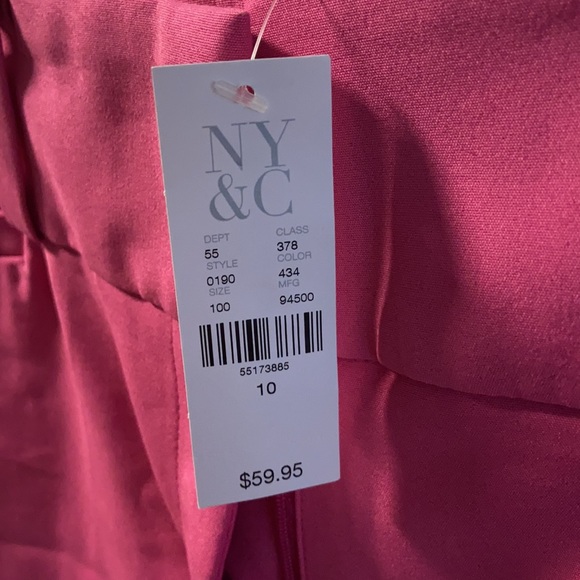 NY
&C
DEPT CLASS
55 378
STYLE COLOR
0190 434
SIZE MFG
100 94500
55173885
10
$59.95